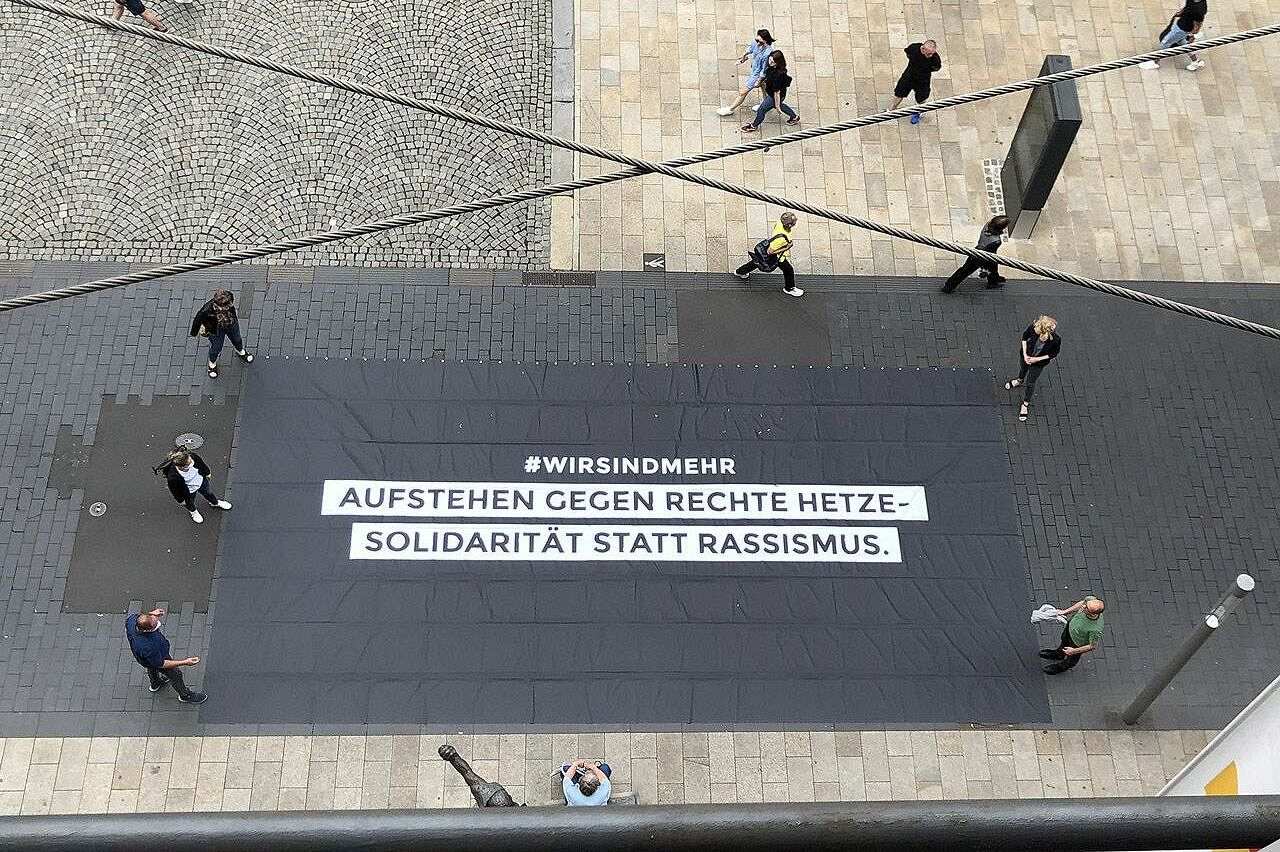 #WIRSINDMEHR
AUFSTEHEN GEGEN RECHTE HETZE-
SOLIDARITÄT STATT RASSISMUS.